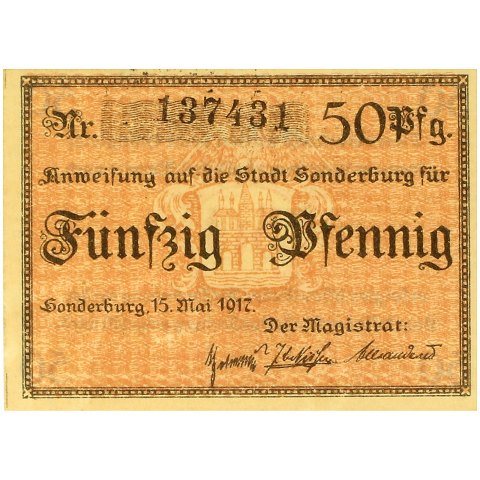 Nr. 137431 50 Pfg.
Anweisung auf die Stadt Sonderburg für
Fünfzig Pfennig
Sonderburg, 15. Mai 1917.
Der Magistrat: